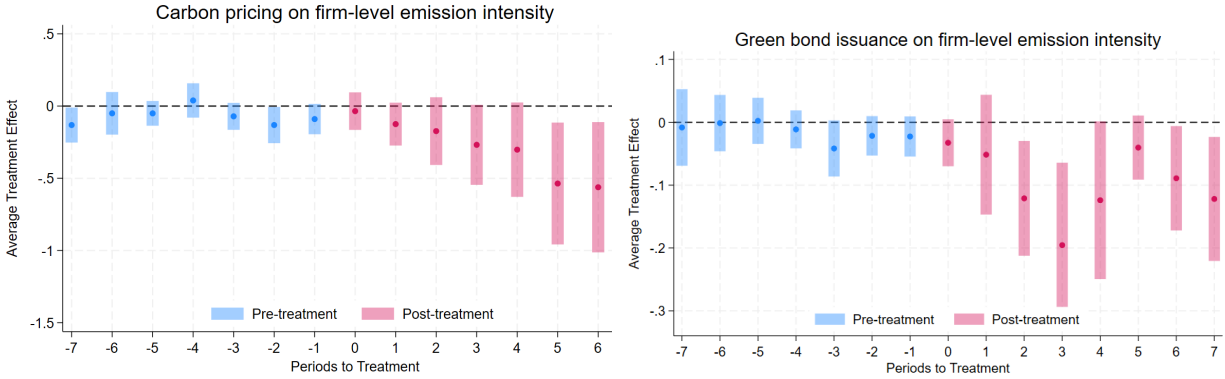 Carbon pricing on firm-level emission intensity
Average Treatment Effect
.5
0
-.5
-1
-1.5
Pre-treatment Post-treatment
-7 -6 -5 -4 -3 -2 -1 0 1 2 3 4 5 6
Periods to Treatment
Green bond issuance on firm-level emission intensity
Average Treatment Effect
.1
0
-.1
-.2
-.3
Pre-treatment Post-treatment
-7 -6 -5 -4 -3 -2 -1 0 1 2 3 4 5 6 7
Periods to Treatment